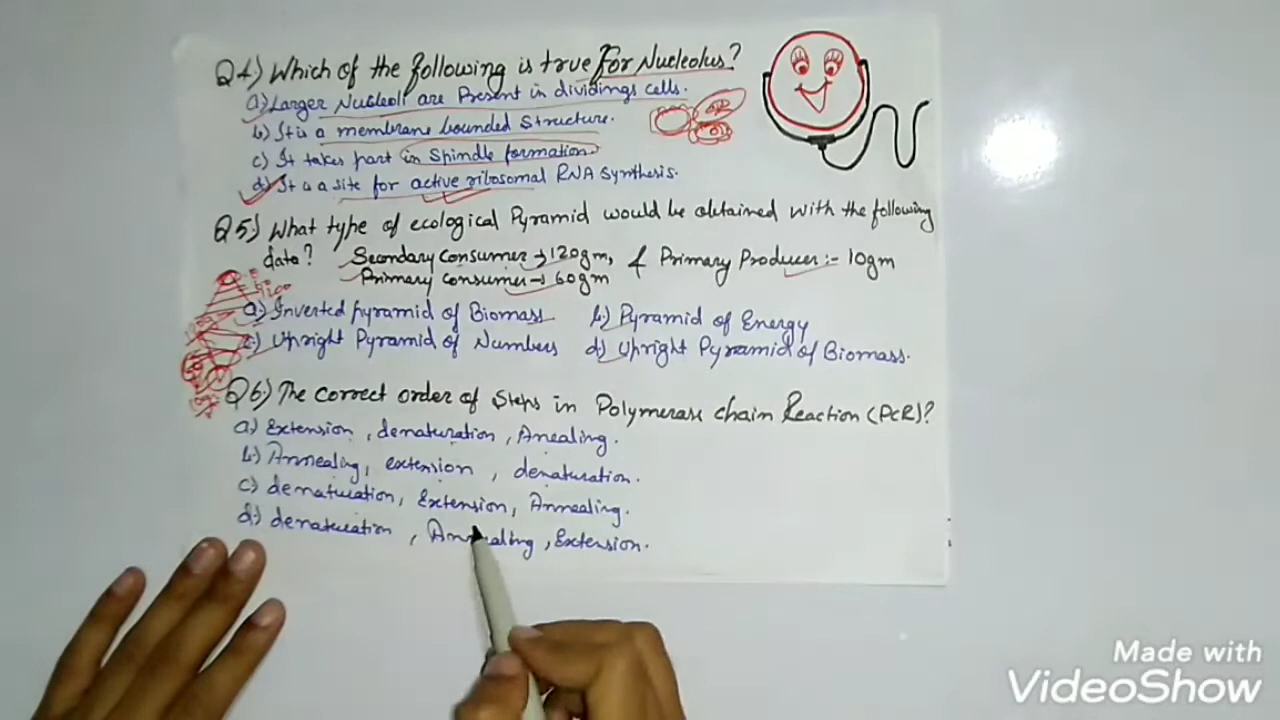 Q4) Which of the following is true for Nucleolus?
a) Larger Nucleoli are Present in dividings cells.
b) It is a membrane bounded Structure.
c) It takes part in Spindle formation.
d) It is a site for active ribosomal RNA Synthesis.
Q5) What type of ecological Pyramid would be obtained with the following
data? Secondary Consumer → 120gm, & Primary Producer :- 10gm
Primary Consumer → 60gm
a) Inverted pyramid of Biomass b.) Pyramid of Energy
c) Upright Pyramid of Numbers d) Upright Pyramid of Biomass.
Q6) The correct order of Steps in Polymerase chain Reaction (PCR)?
a) Extension, denaturation, Anealing.
b) Annealing, extension, denaturation.
c) denaturation, Extension, Annealing.
d) denaturation, Annealing, Extension.
Made with
VideoShow